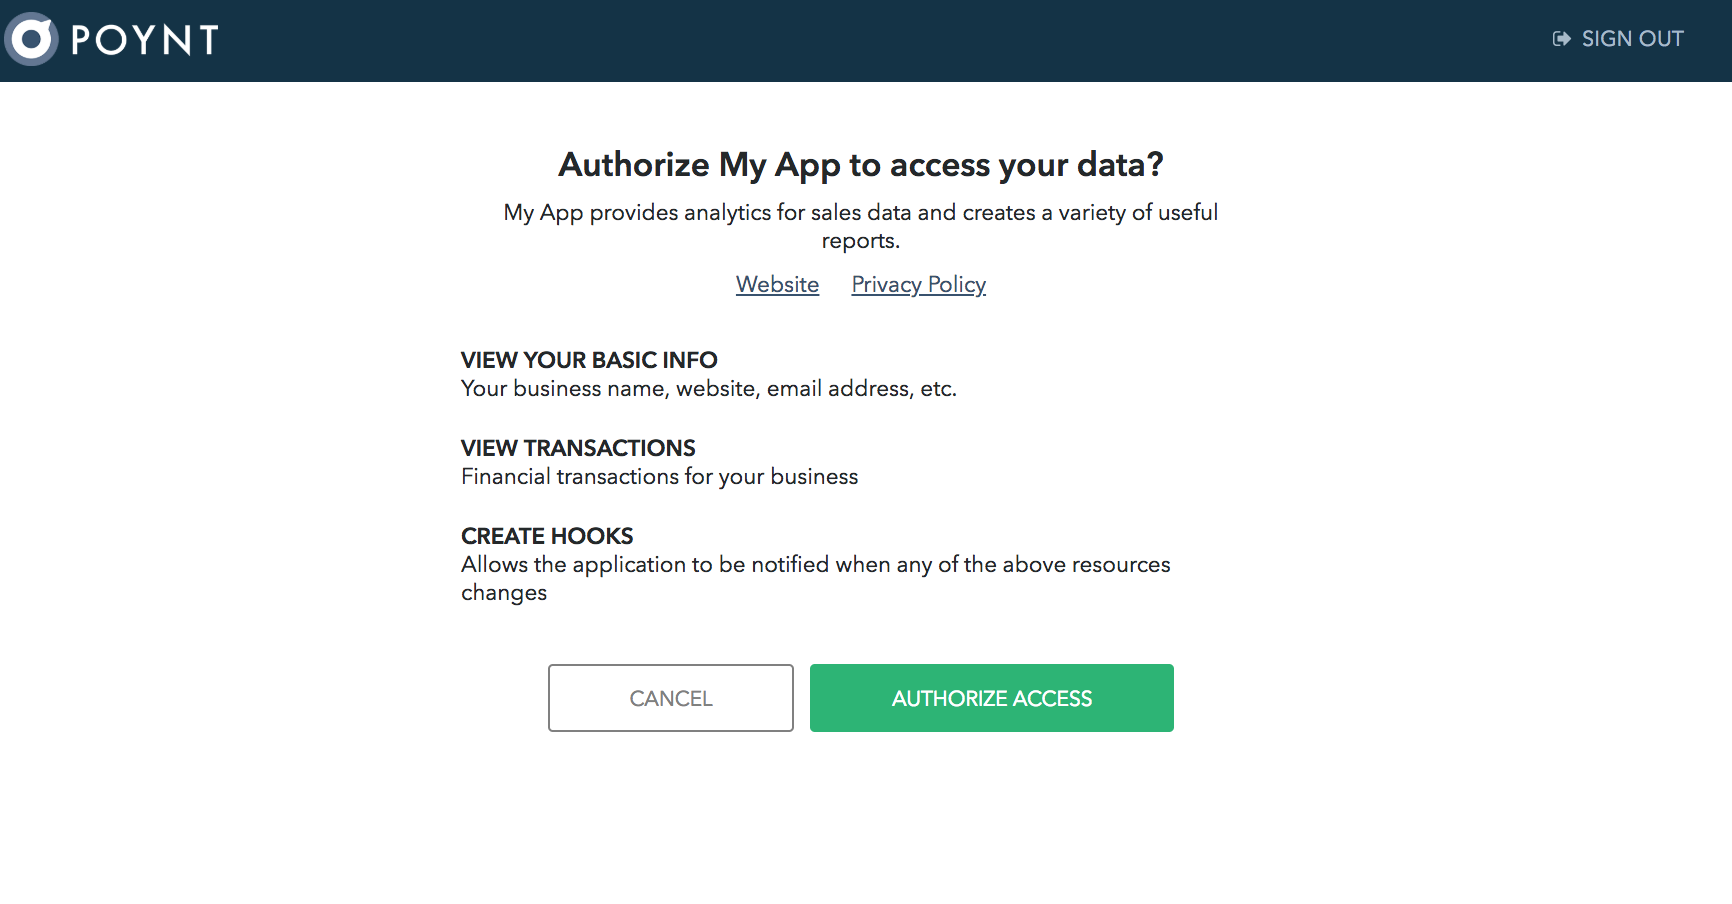 POYNT
SIGN OUT
Authorize My App to access your data?
My App provides analytics for sales data and creates a variety of useful
reports.
Website Privacy Policy
VIEW YOUR BASIC INFO
Your business name, website, email address, etc.
VIEW TRANSACTIONS
Financial transactions for your business
CREATE HOOKS
Allows the application to be notified when any of the above resources
changes
CANCEL AUTHORIZE ACCESS